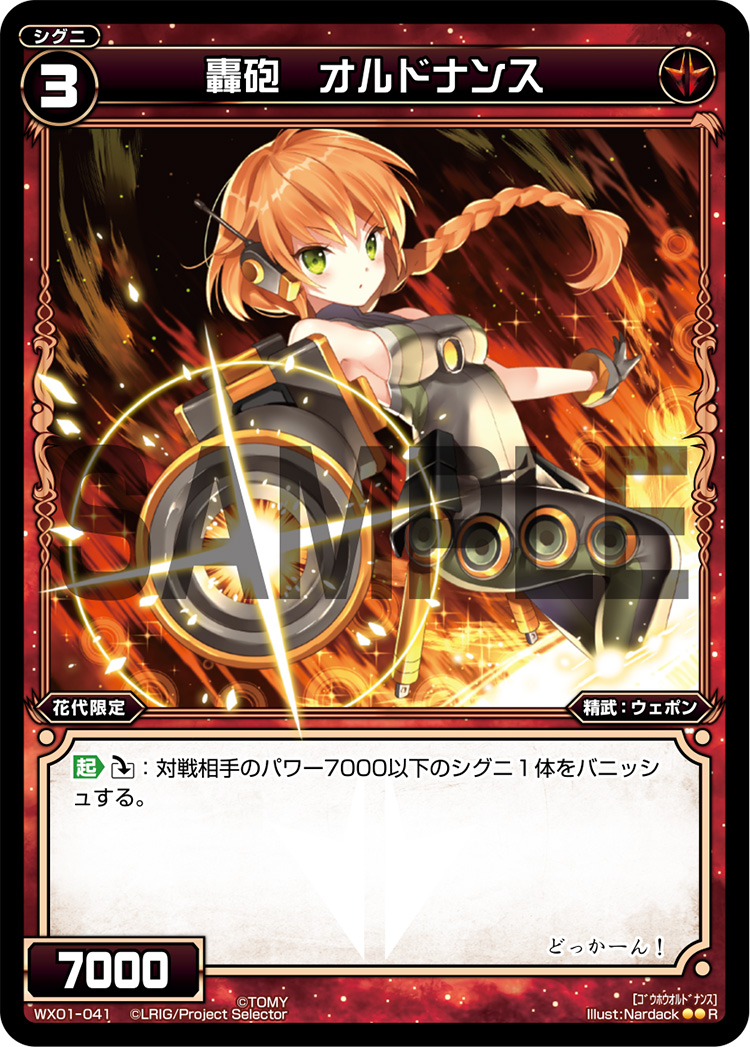 シグニ
3
轟砲 オルドナンス
SAMPLE
花代限定
精武：ウェポン
起 ：対戦相手のパワー7000以下のシグニ１体をバニッシ
ュする。
どっかーん！
7000
WX01-041 ©LRIG/Project Selector
©TOMY
[ｺﾞｳﾎｳｵﾙﾄﾞﾅﾝｽ]
Illust:Nardack R